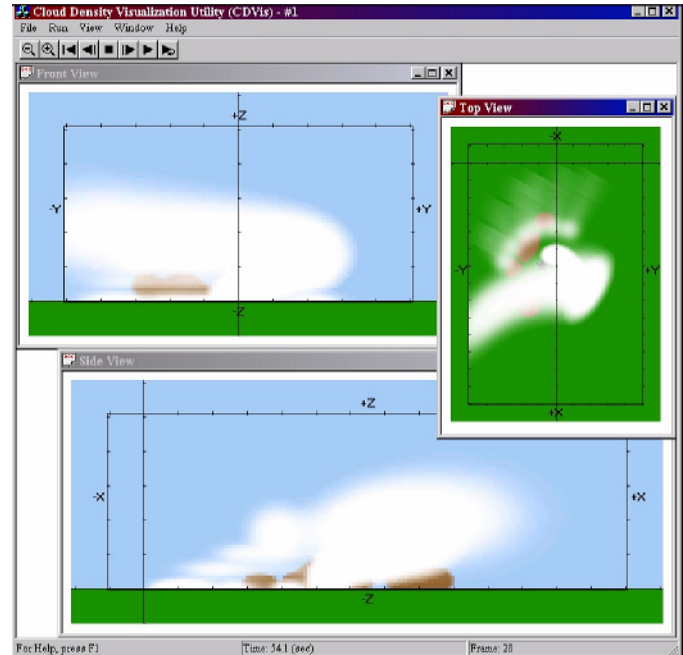 Cloud Density Visualization Utility (CDVis) - #1
File Run View Window Help
Front View
+Z
-Y
+Y
-Z
Top View
-X
-Y
+Y
+X
Side View
+Z
-X
+X
-Z
For Help, press F1 Time: 54.1 (sec) Frame: 28